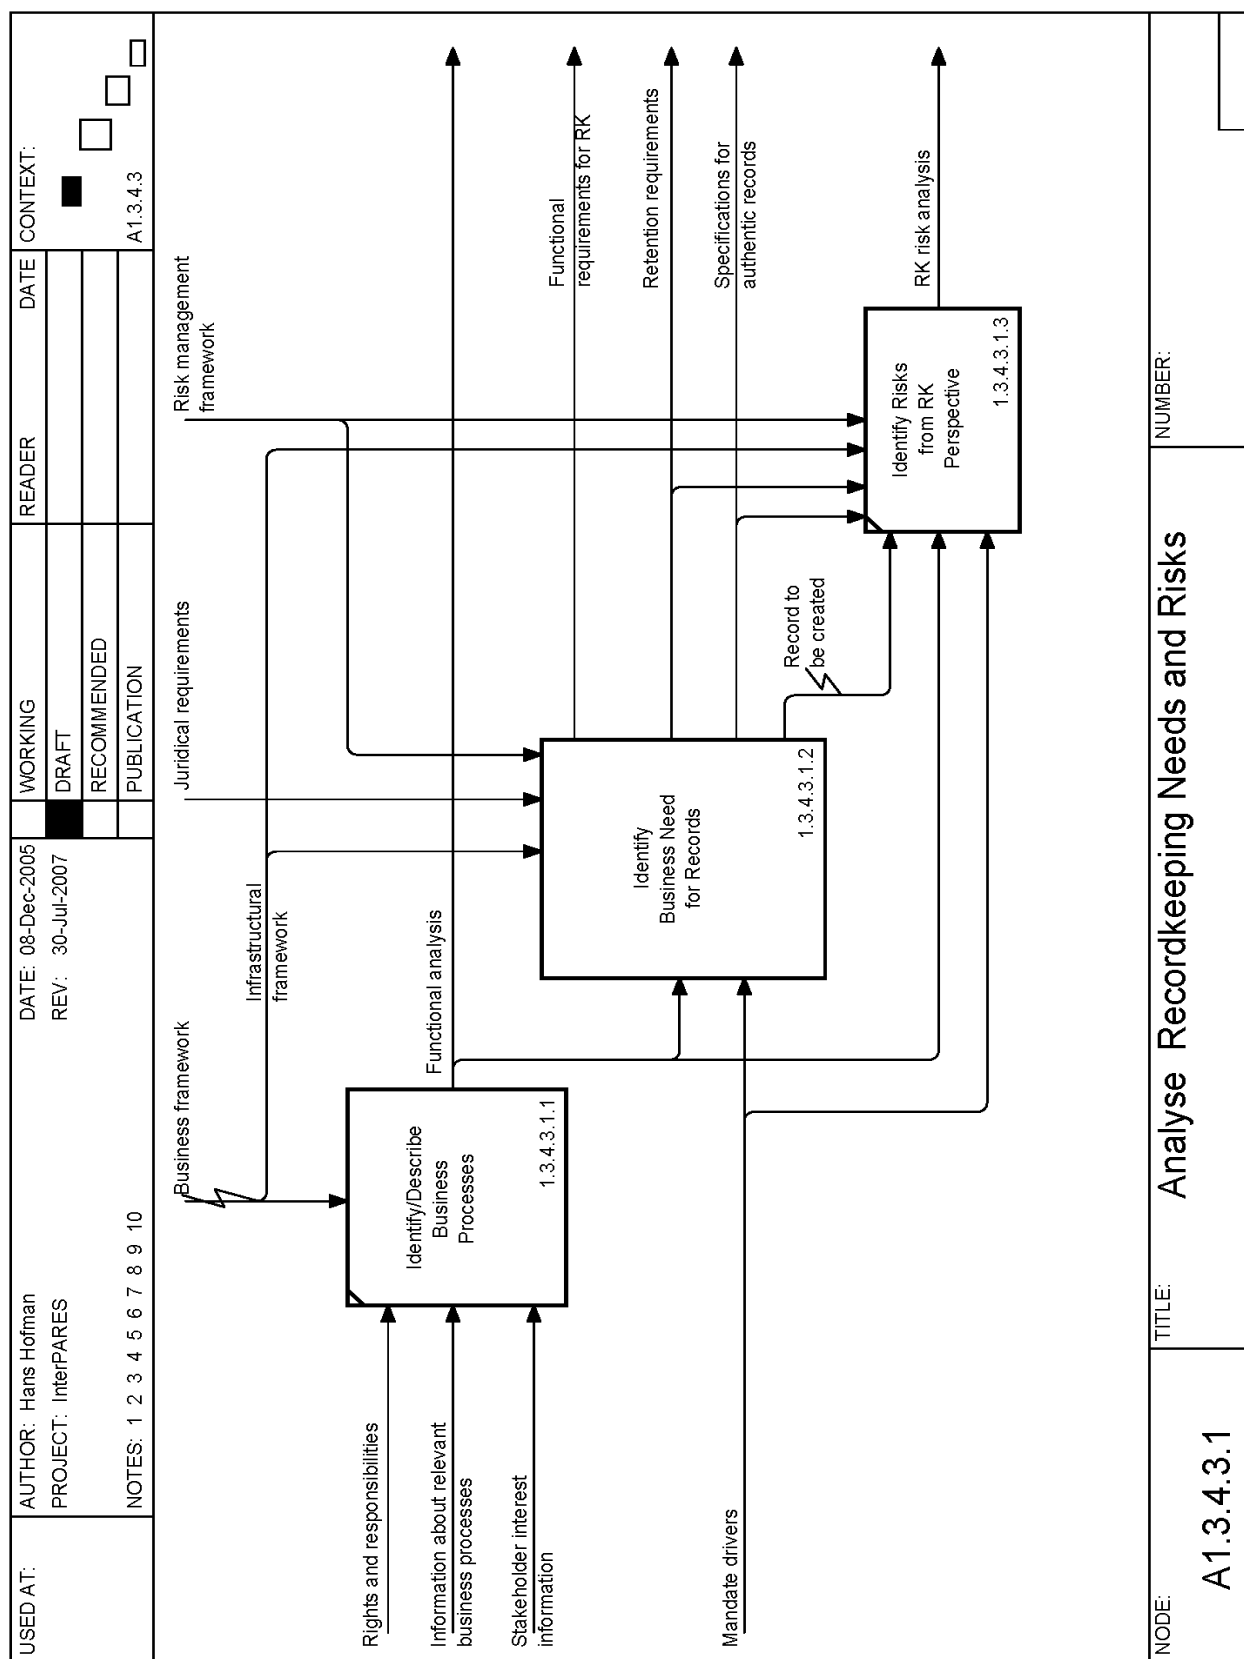 USED AT:
AUTHOR: Hans Hofman
DATE: 08-Dec-2005
WORKING
READER
DATE
CONTEXT:
PROJECT: InterPARES
REV: 30-Jul-2007
DRAFT
RECOMMENDED
NOTES: 1 2 3 4 5 6 7 8 9 10
PUBLICATION
A1.3.4.3
Business framework
Juridical requirements
Risk management
framework
Infrastructural
framework
Rights and responsibilities
Information about relevant
business processes
Stakeholder interest
information
Identify/Describe
Business
Processes
1.3.4.3.1.1
Functional analysis
Functional
requirements for RK
Retention requirements
Specifications for
authentic records
Mandate drivers
Identify
Business Need
for Records
1.3.4.3.1.2
Record to
be created
Identify Risks
from RK
Perspective
1.3.4.3.1.3
RK risk analysis
NODE:
TITLE:
NUMBER:
A1.3.4.3.1
Analyse Recordkeeping Needs and Risks